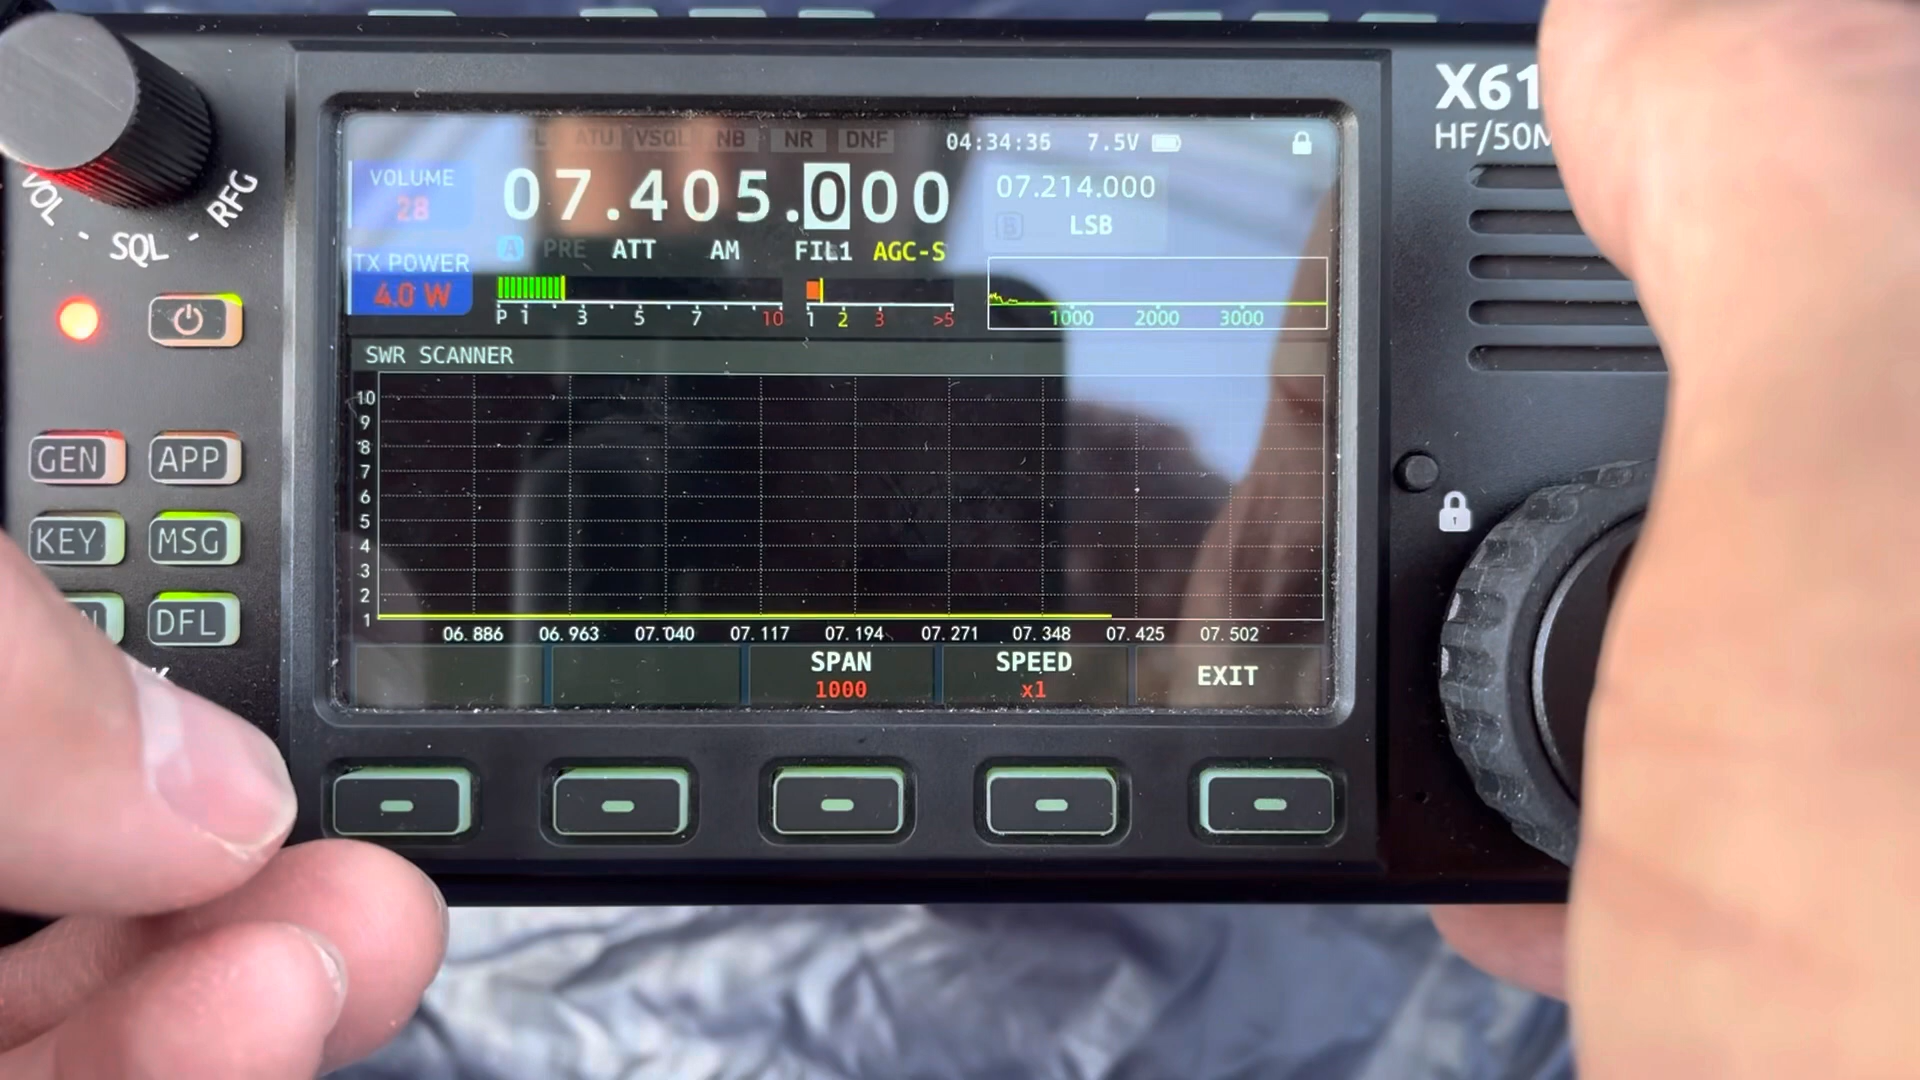 X61
HF/50M
ATU VSQL NB NR DNF 04:34:35 7.5V
VOLUME
28
07.405.000
07.214.000
B LSB
A PRE ATT AM FIL1 AGC-S
TX POWER
4.0 W
P 1 3 5 7 10
1 2 3 >5
1000 2000 3000
VOL - SQL - RFG
SWR SCANNER
10
9
8
7
6
5
4
3
2
1
06.886 06.963 07.040 07.117 07.194 07.271 07.348 07.425 07.502
SPAN
1000
SPEED
x1
EXIT
GEN APP
KEY MSG
DFL